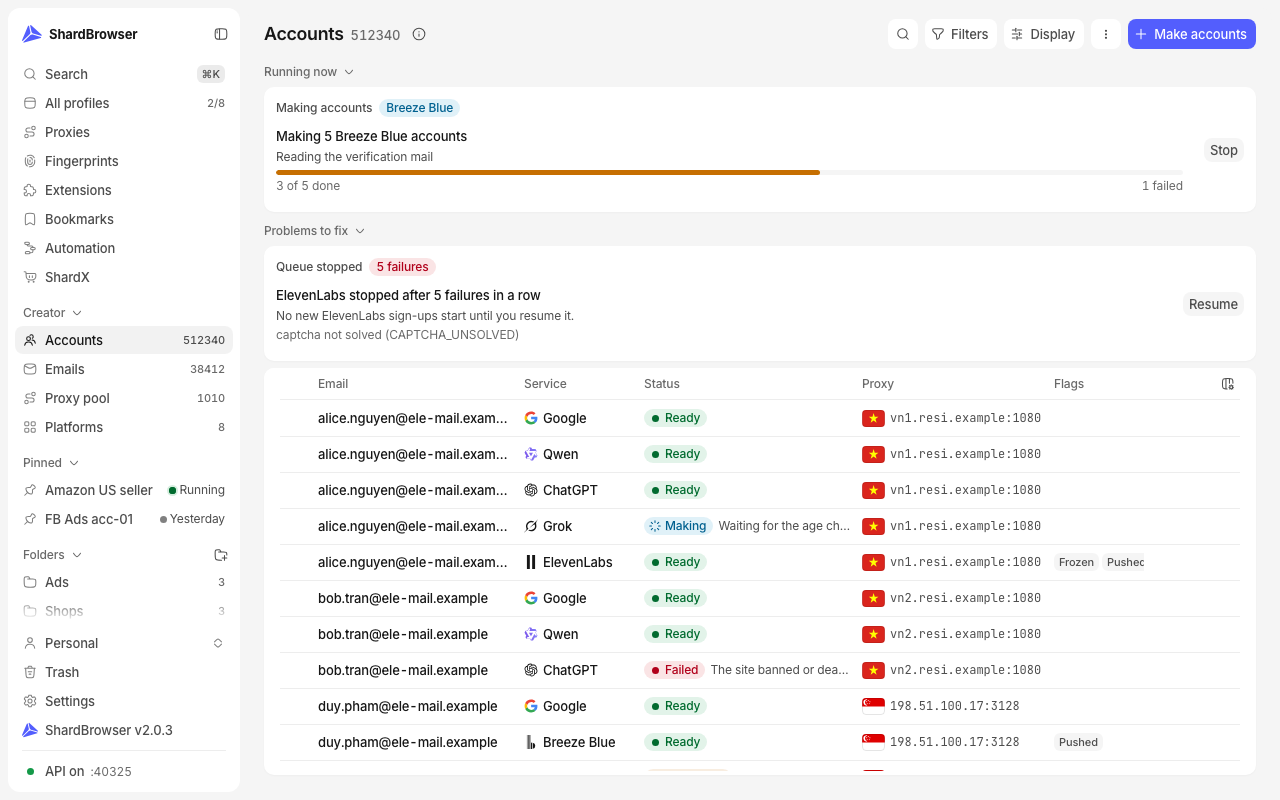 ShardBrowser
Search ⌘K
All profiles 2/8
Proxies
Fingerprints
Extensions
Bookmarks
Automation
ShardX
Creator
Accounts 512340
Emails 38412
Proxy pool 1010
Platforms 8
Pinned
Amazon US seller Running
FB Ads acc-01 Yesterday
Folders
Ads 3
Shops 3
Personal
Trash
Settings
ShardBrowser v2.0.3
API on :40325
Accounts 512340
Filters
Display
Make accounts
Running now
Making accounts Breeze Blue
Making 5 Breeze Blue accounts
Reading the verification mail
3 of 5 done 1 failed
Stop
Problems to fix
Queue stopped 5 failures
ElevenLabs stopped after 5 failures in a row
No new ElevenLabs sign-ups start until you resume it.
captcha not solved (CAPTCHA_UNSOLVED)
Resume
Email Service Status Proxy Flags
alice.nguyen@ele-mail.exam... Google Ready vn1.resi.example:1080
alice.nguyen@ele-mail.exam... Qwen Ready vn1.resi.example:1080
alice.nguyen@ele-mail.exam... ChatGPT Ready vn1.resi.example:1080
alice.nguyen@ele-mail.exam... Grok Making Waiting for the age ch... vn1.resi.example:1080
alice.nguyen@ele-mail.exam... ElevenLabs Ready vn1.resi.example:1080 Frozen Pushed
bob.tran@ele-mail.example Google Ready vn2.resi.example:1080
bob.tran@ele-mail.example Qwen Ready vn2.resi.example:1080
bob.tran@ele-mail.example ChatGPT Failed The site banned or dea... vn2.resi.example:1080
duy.pham@ele-mail.example Google Ready 198.51.100.17:3128
duy.pham@ele-mail.example Breeze Blue Ready 198.51.100.17:3128 Pushed